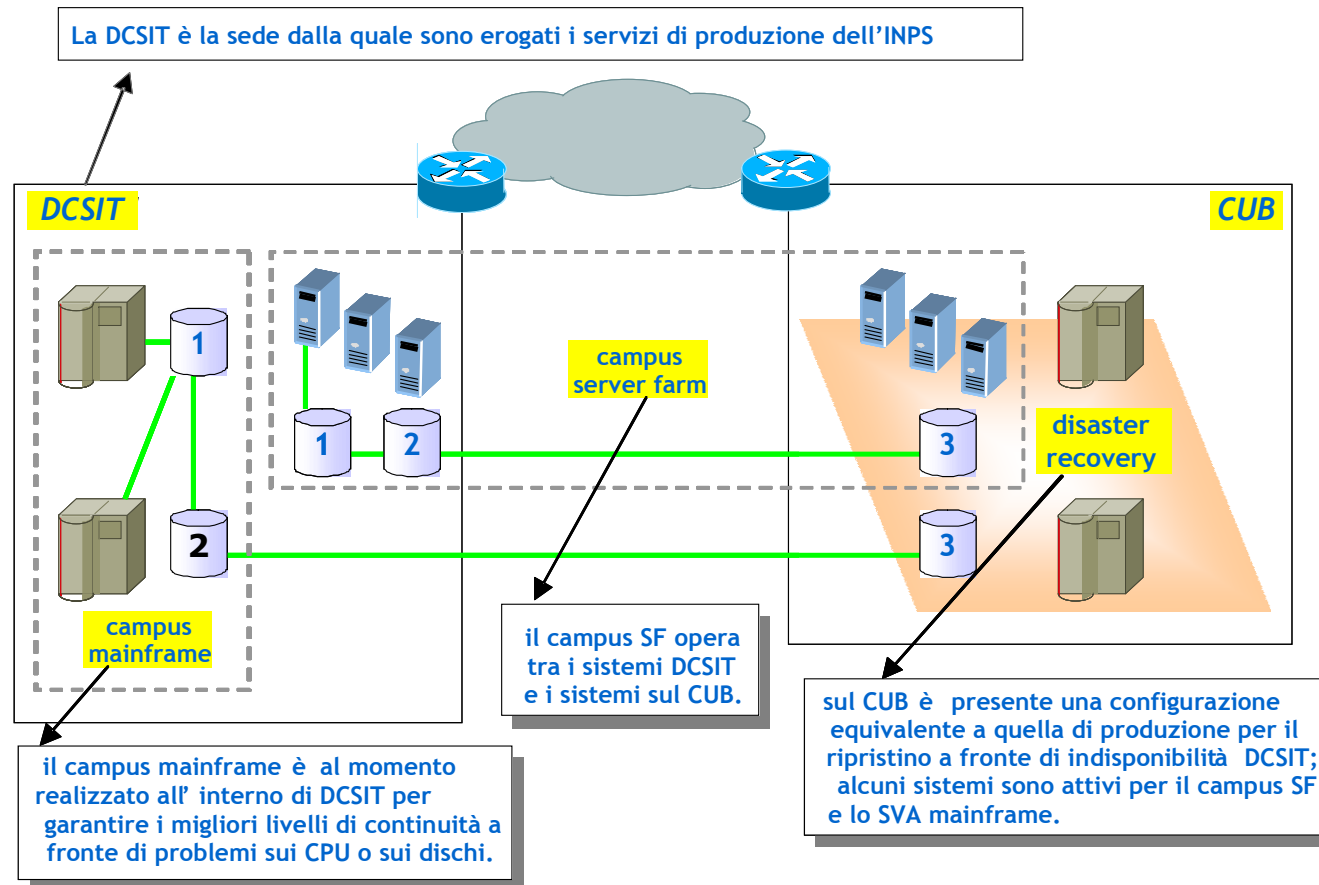 La DCSIT è la sede dalla quale sono erogati i servizi di produzione dell'INPS
DCSIT
CUB
1
campus
server farm
1
2
3
disaster
recovery
2
3
campus
mainframe
il campus SF opera
tra i sistemi DCSIT
e i sistemi sul CUB.
sul CUB è presente una configurazione
equivalente a quella di produzione per il
ripristino a fronte di indisponibilità DCSIT;
alcuni sistemi sono attivi per il campus SF
e lo SVA mainframe.
il campus mainframe è al momento
realizzato all' interno di DCSIT per
garantire i migliori livelli di continuità a
fronte di problemi sui CPU o sui dischi.